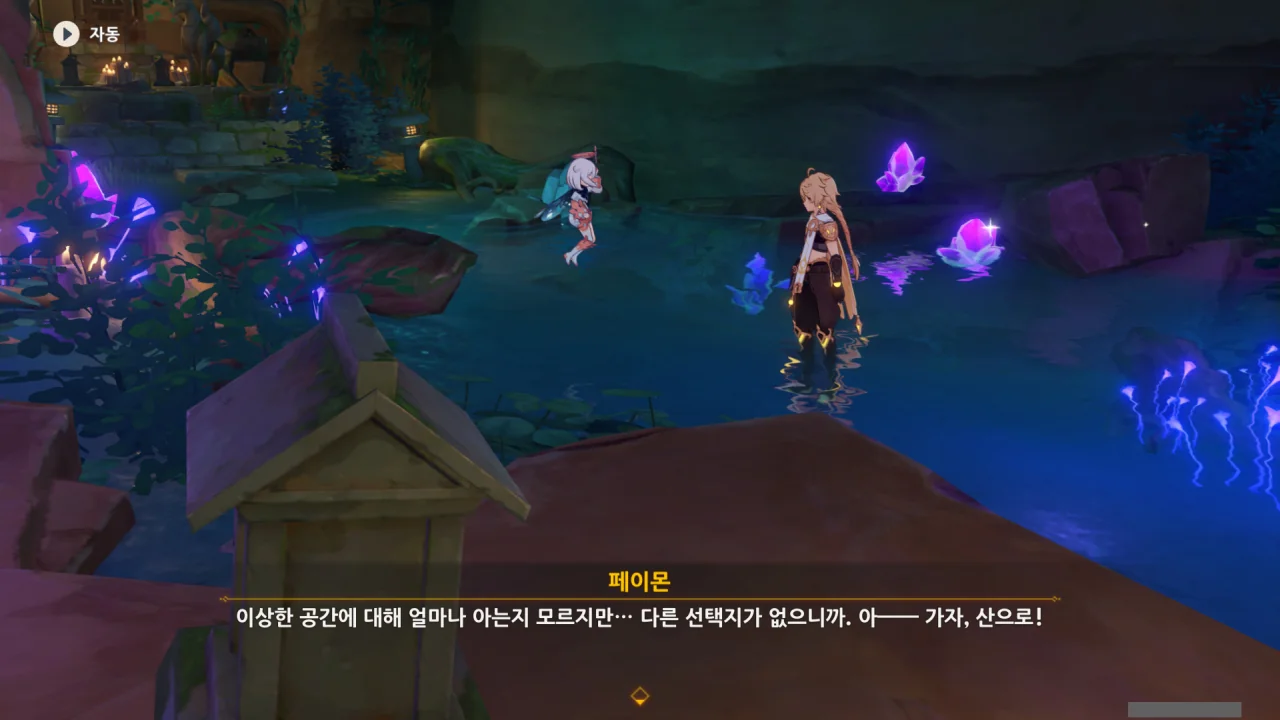 자동
페이몬
이상한 공간에 대해 얼마나 아는지 모르지만… 다른 선택지가 없으니까. 아—— 가자, 산으로!